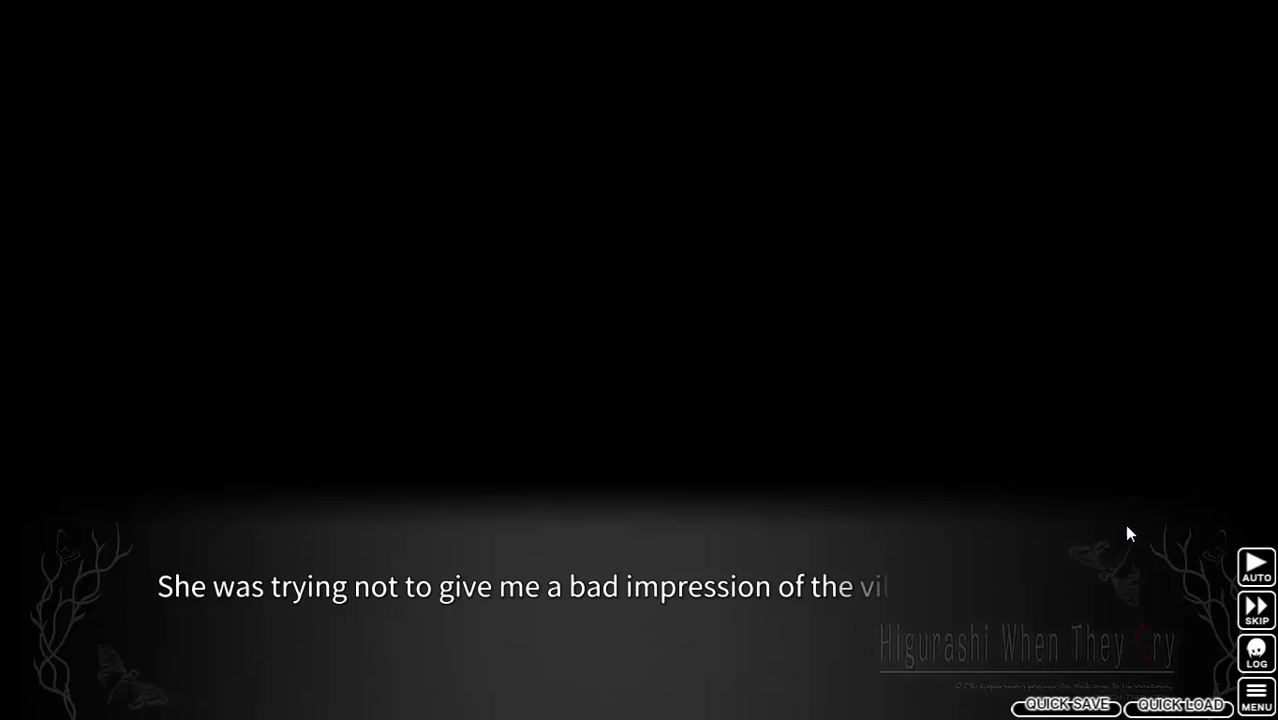 She was trying not to give me a bad impression of the vil
AUTO
SKIP
Higurashi When They Cry
LOG
QUICK SAVE
QUICK LOAD
MENU